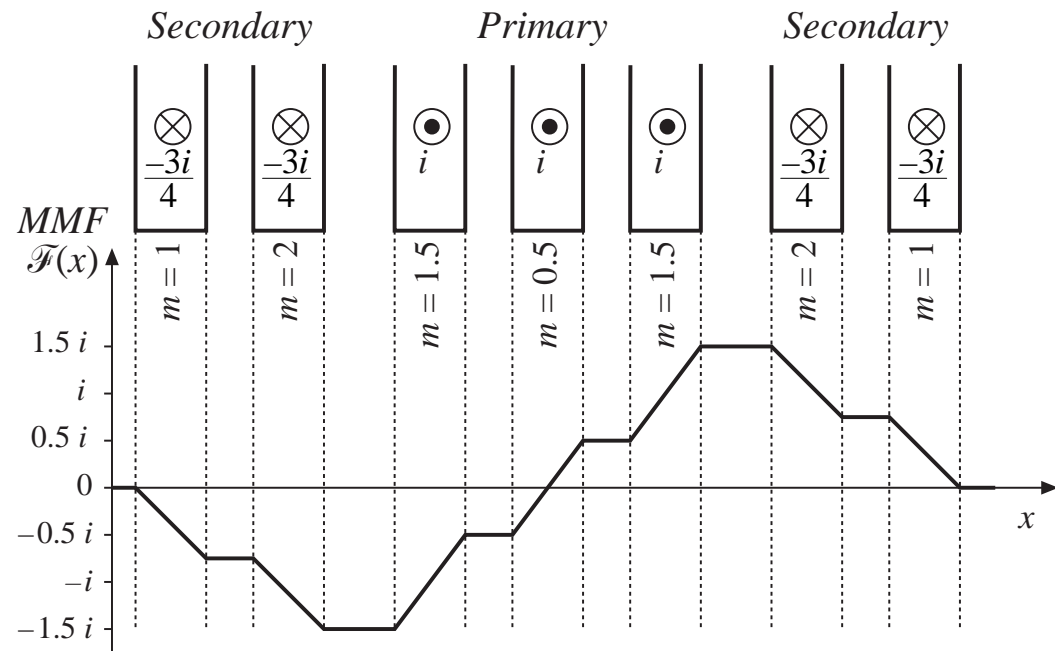 Secondary Primary Secondary
–3i/4 –3i/4 i i i –3i/4 –3i/4
m = 1 m = 2 m = 1.5 m = 0.5 m = 1.5 m = 2 m = 1
MMF
ℱ(x)
1.5 i
i
0.5 i
0
–0.5 i
–i
–1.5 i
x